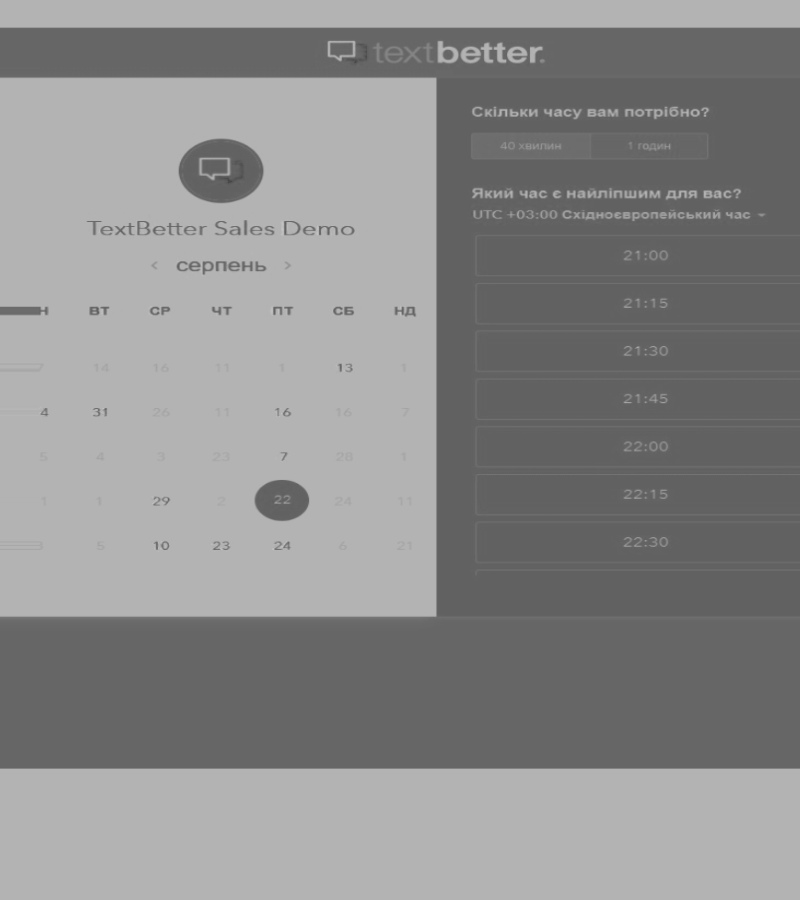 textbetter.
TextBetter Sales Demo
‹ серпень ›
Н ВТ СР ЧТ ПТ СБ НД
14 16 11 1 13 1
4 31 26 11 16 16 7
5 4 3 23 7 28 1
1 1 29 2 22 24 11
5 10 23 24 6 21
Скільки часу вам потрібно?
40 хвилин 1 годин
Який час є найліпшим для вас?
UTC +03:00 Східноєвропейський час
21:00
21:15
21:30
21:45
22:00
22:15
22:30